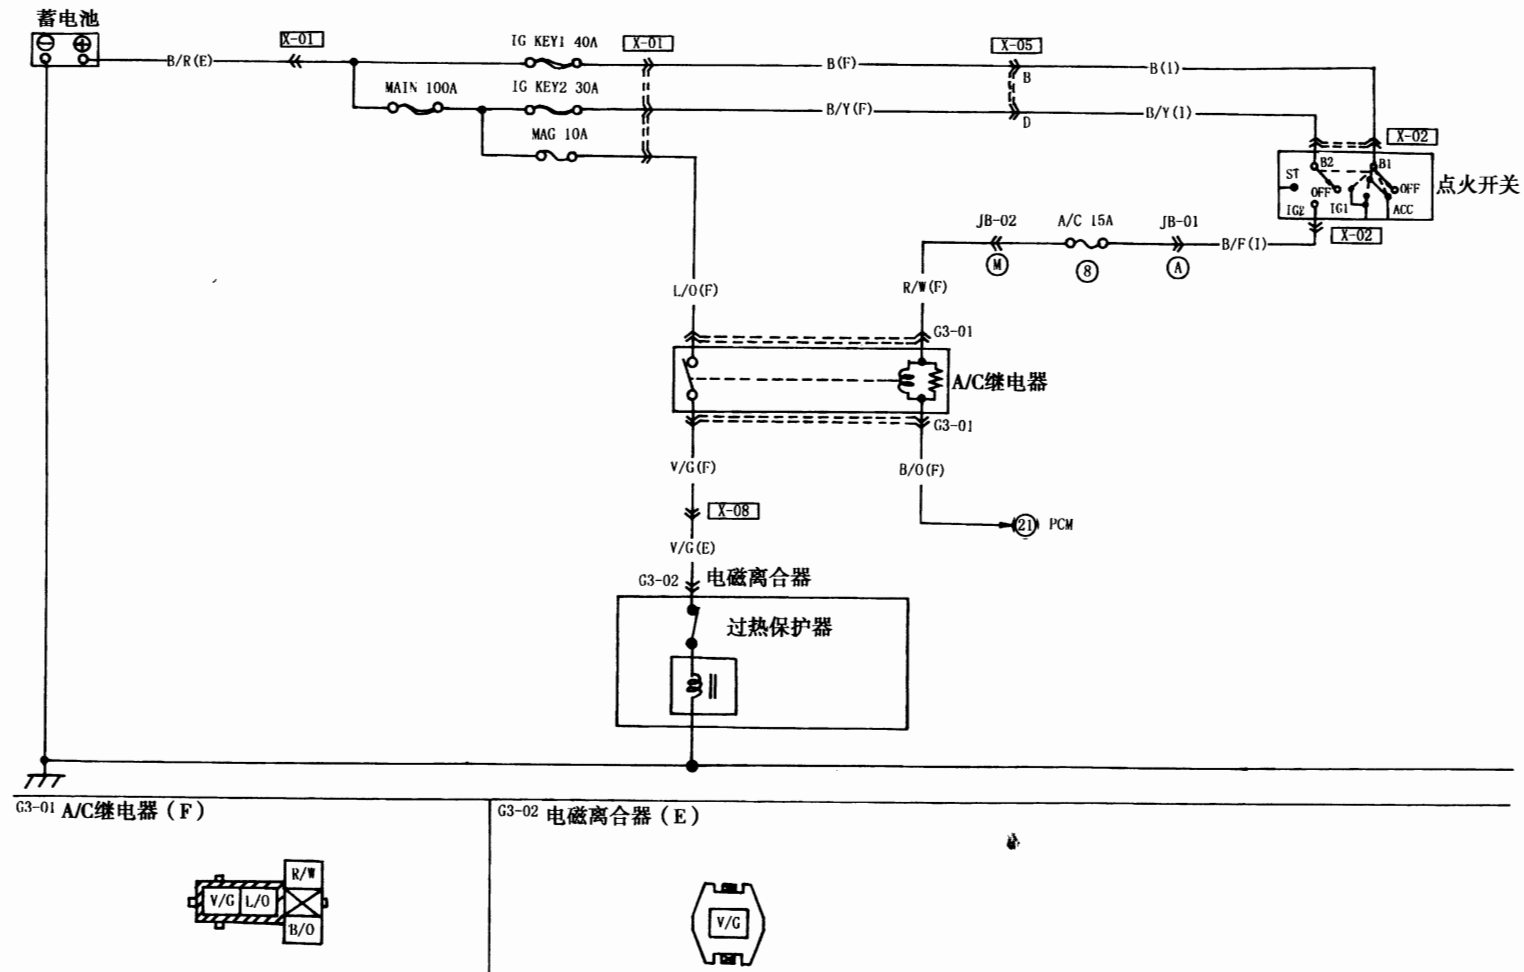 蓄电池
X-01
IG KEY1 40A
X-01
X-05
B/R(E)
B(F)
B(1)
B
MAIN 100A
IG KEY2 30A
B/Y(F)
B/Y(I)
D
MAG 10A
X-02
B2
B1
ST
OFF
OFF
点火开关
IG2
IG1
ACC
JB-02
A/C 15A
JB-01
B/F(I)
X-02
M
8
A
L/O(F)
R/W(F)
G3-01
A/C继电器
G3-01
V/G(F)
B/O(F)
X-08
21
PCM
V/G(E)
G3-02
电磁离合器
过热保护器
G3-01 A/C继电器（F）
G3-02 电磁离合器（E）
R/W
V/G
L/O
B/O
V/G